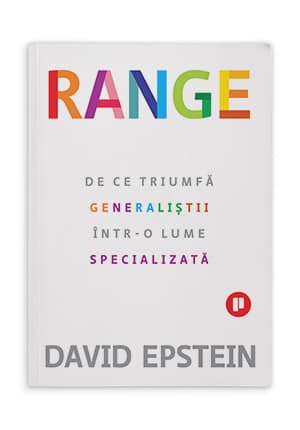 RANGE
DE CE TRIUMFĂ
GENERALIȘTII
ÎNTR-O LUME
SPECIALIZATĂ
P
DAVID EPSTEIN